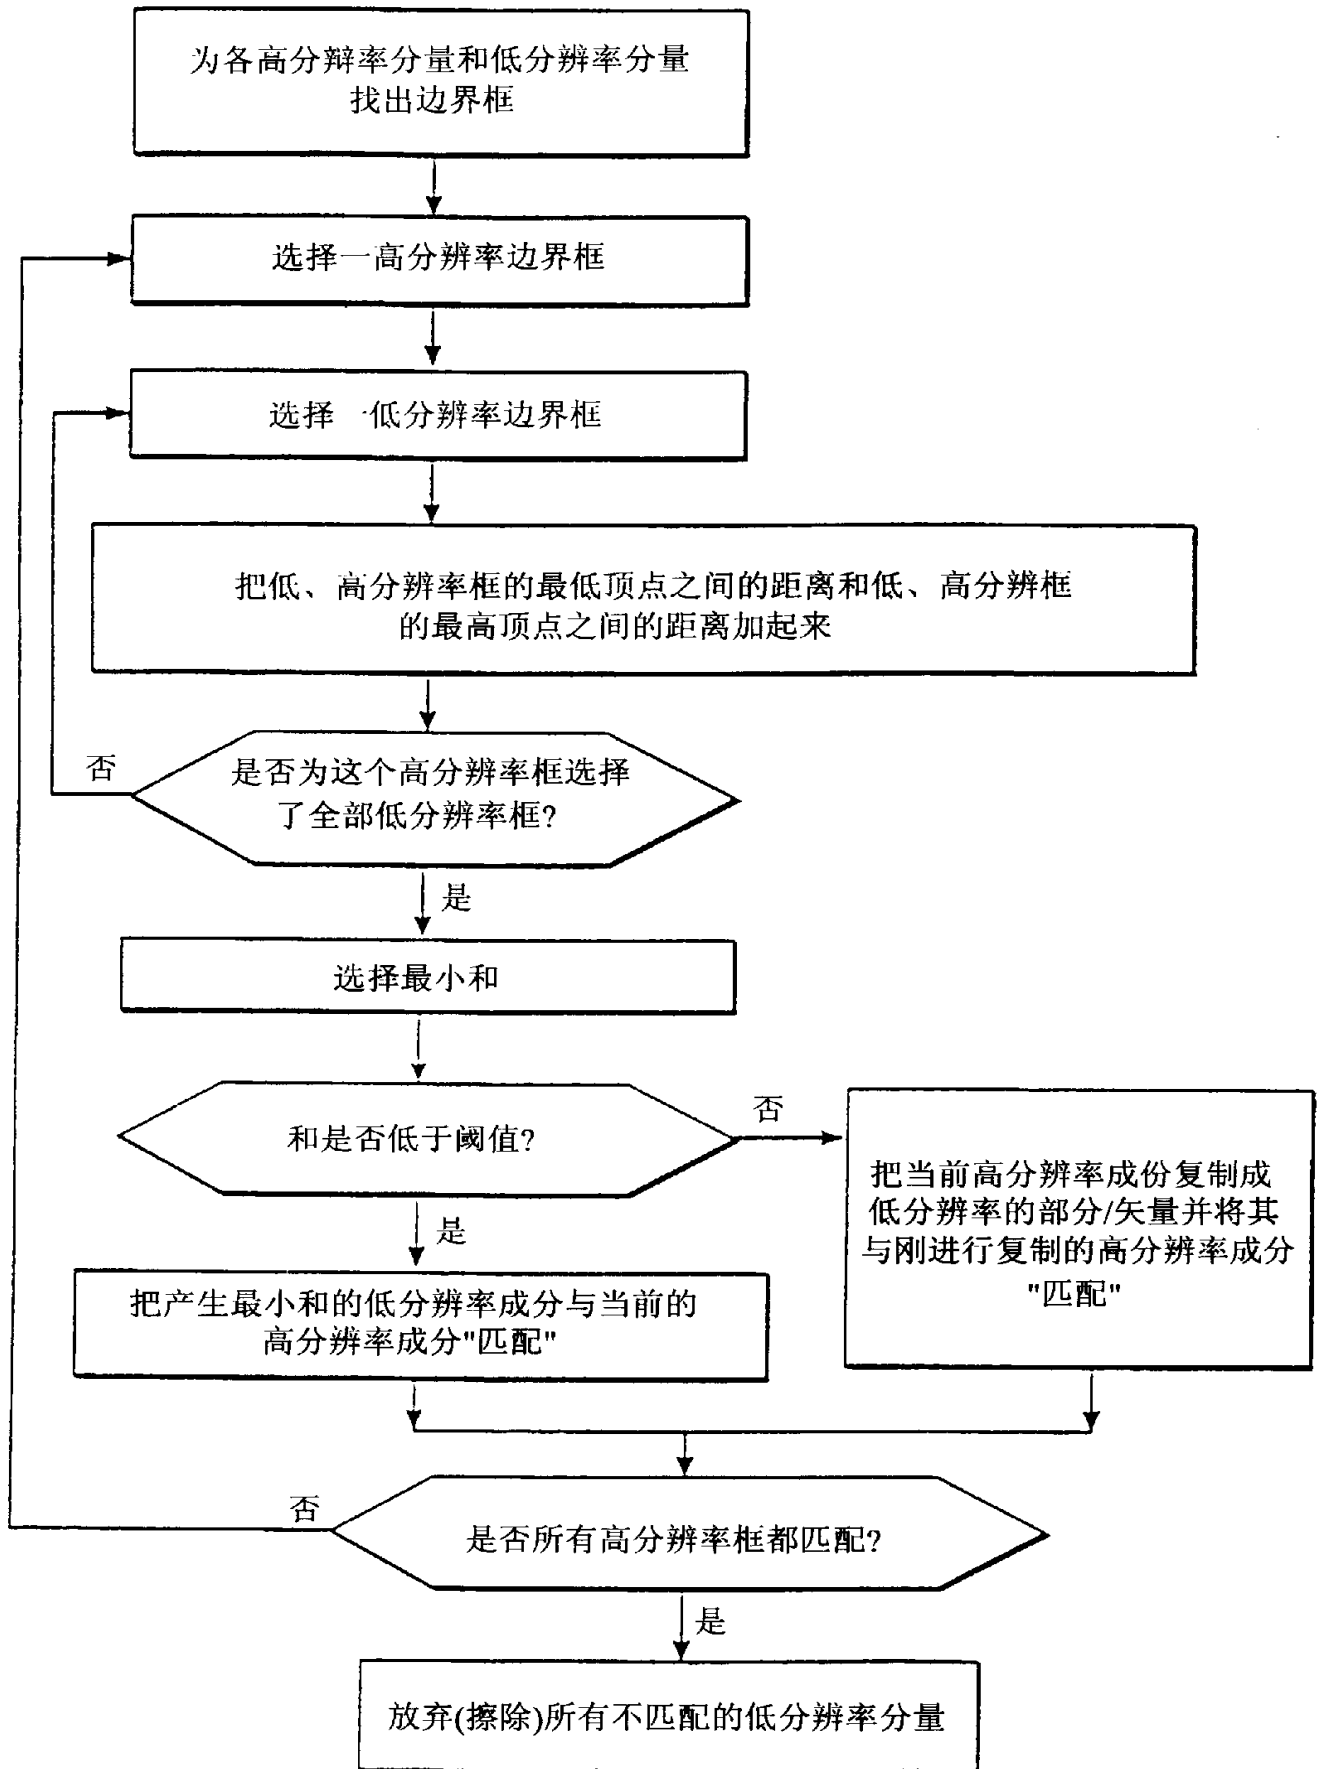 为各高分辩率分量和低分辨率分量
找出边界框
选择一高分辨率边界框
选择一低分辨率边界框
把低、高分辨率框的最低顶点之间的距离和低、高分辨框
的最高顶点之间的距离加起来
否
是否为这个高分辨率框选择
了全部低分辨率框?
是
选择最小和
和是否低于阈值?
否
把当前高分辨率成份复制成
低分辨率的部分/矢量并将其
与刚进行复制的高分辨率成分
"匹配"
是
把产生最小和的低分辨率成分与当前的
高分辨率成分"匹配"
否
是否所有高分辨率框都匹配?
是
放弃(擦除)所有不匹配的低分辨率分量